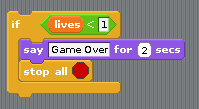 if lives < 1
say Game Over for 2 secs
stop all